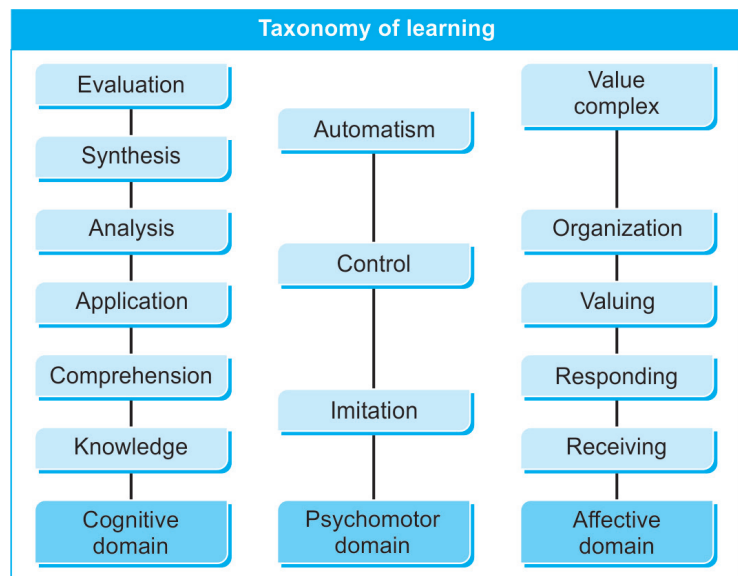 Taxonomy of learning
Evaluation
Synthesis
Analysis
Application
Comprehension
Knowledge
Cognitive
domain
Automatism
Control
Imitation
Psychomotor
domain
Value
complex
Organization
Valuing
Responding
Receiving
Affective
domain